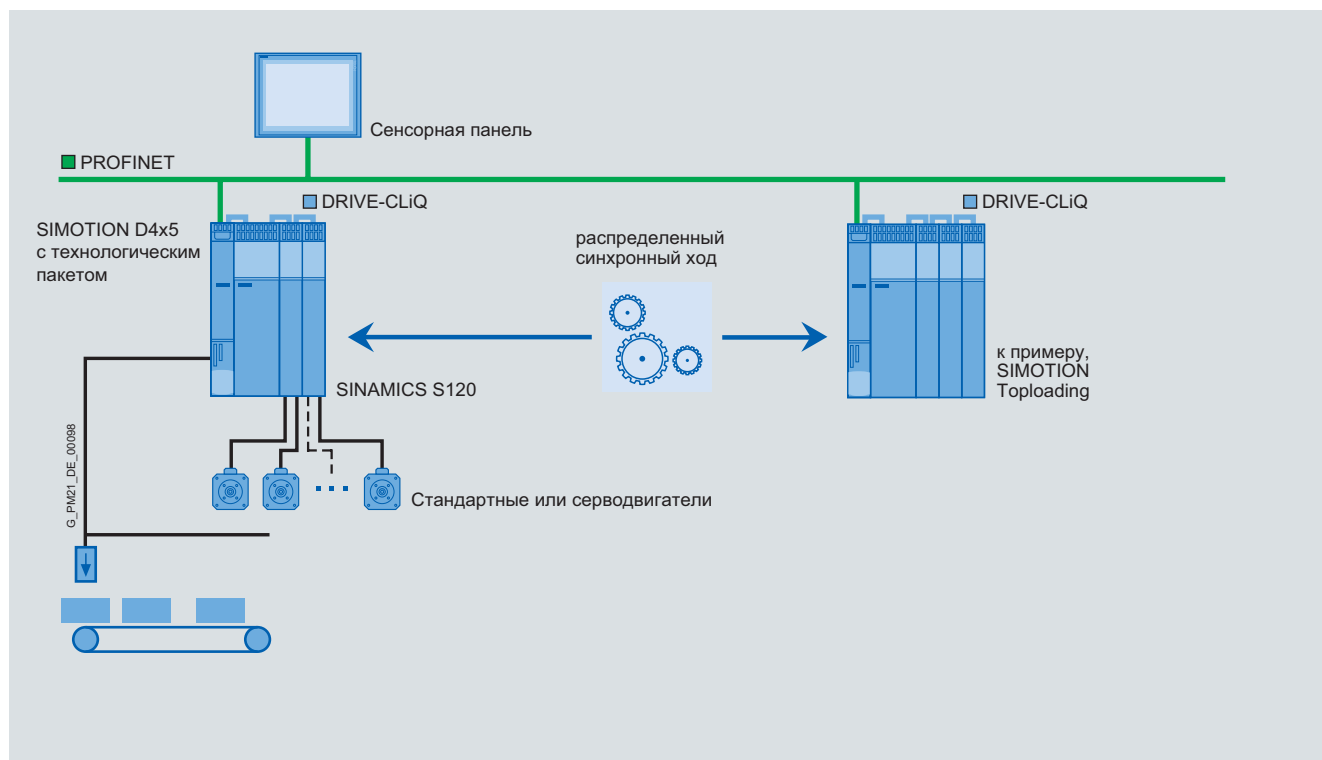 Сенсорная панель
PROFINET
DRIVE-CLiQ
DRIVE-CLiQ
SIMOTION D4x5
с технологическим
пакетом
распределенный
синхронный ход
к примеру,
SIMOTION
Toploading
SINAMICS S120
G_PM21_DE_00098
Стандартные или серводвигатели